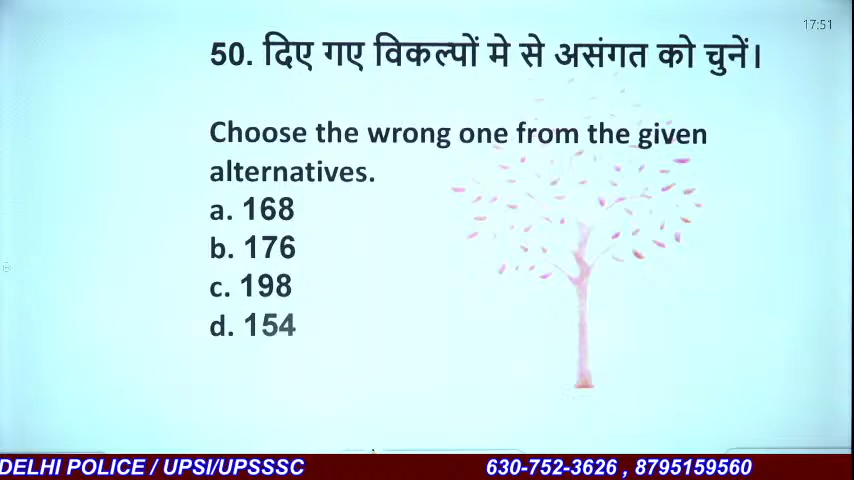 17:51
50. दिए गए विकल्पों मे से असंगत को चुनें।
Choose the wrong one from the given
alternatives.
a. 168
b. 176
c. 198
d. 154
DELHI POLICE / UPSI/UPSSSC 630-752-3626 , 8795159560